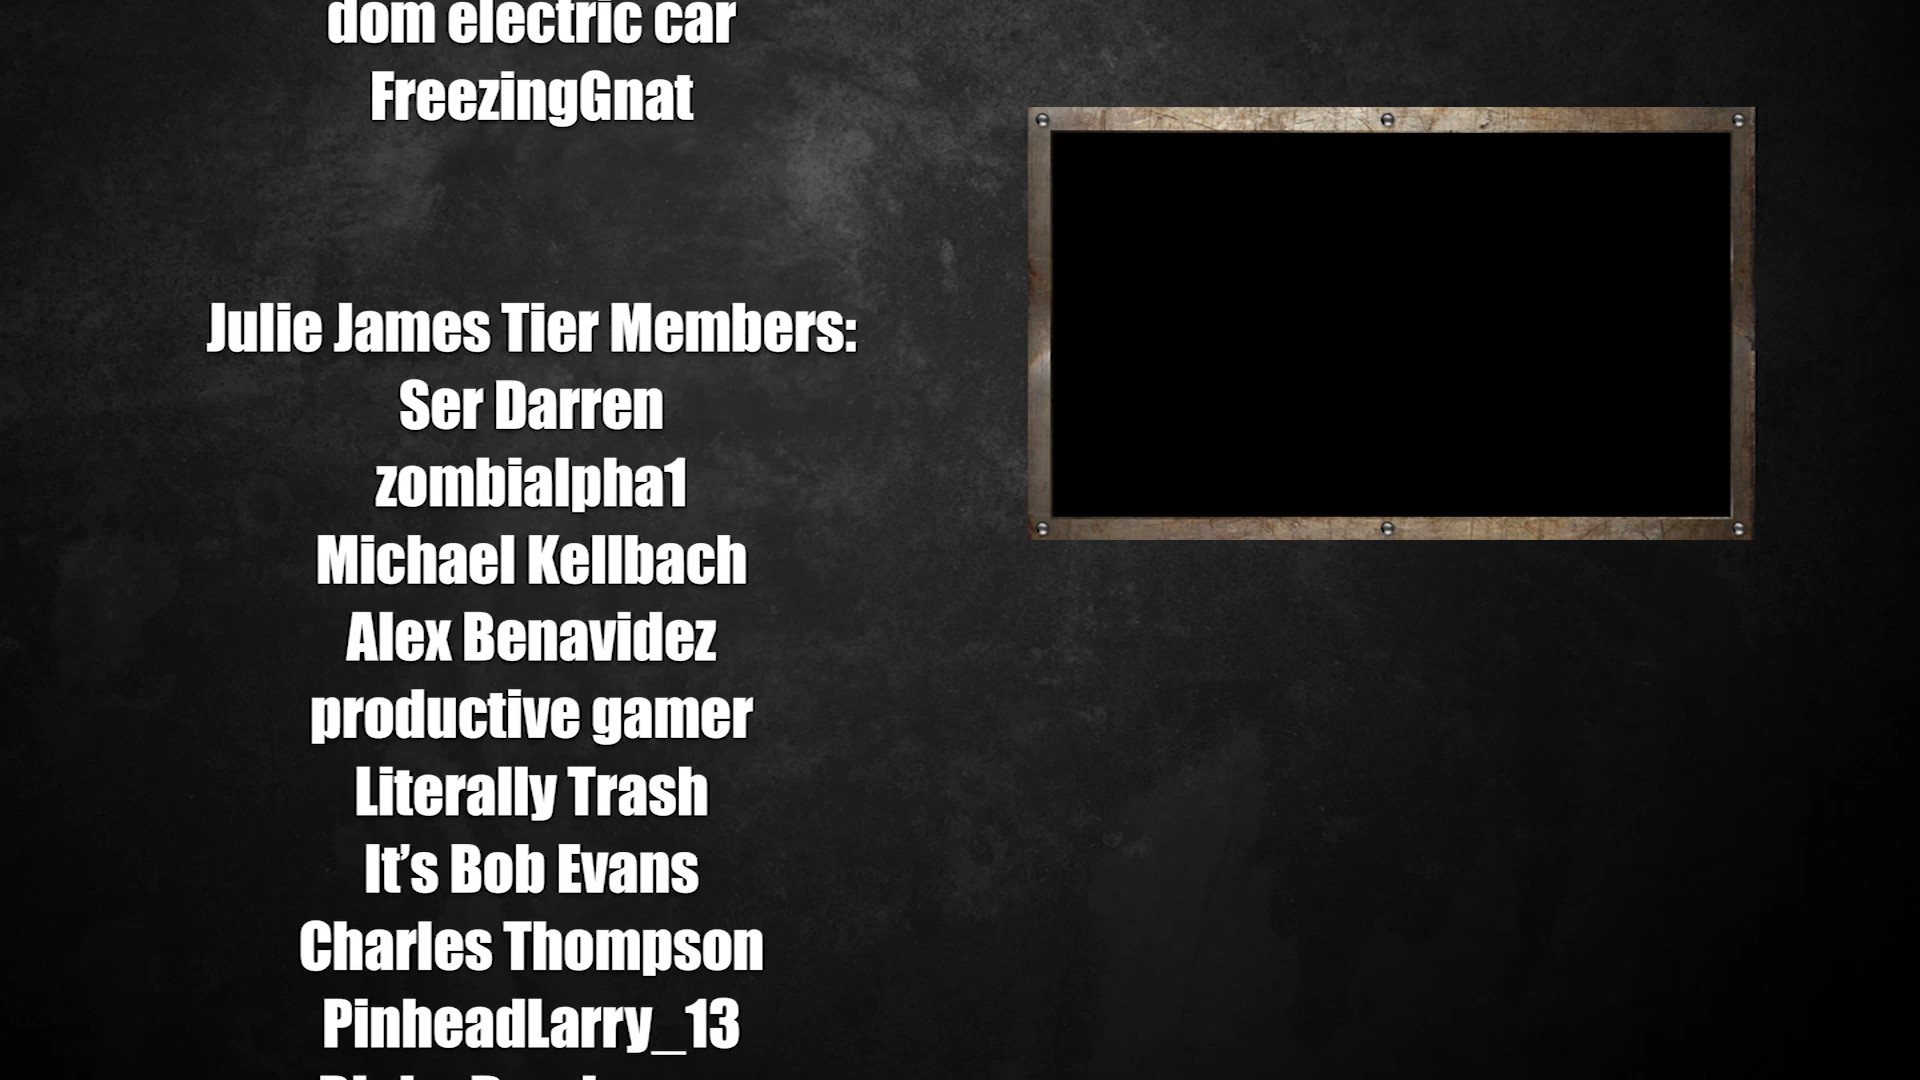 dom electric car
FreezingGnat
Julie James Tier Members:
Ser Darren
zombialpha1
Michael Kellbach
Alex Benavidez
productive gamer
Literally Trash
It’s Bob Evans
Charles Thompson
PinheadLarry_13